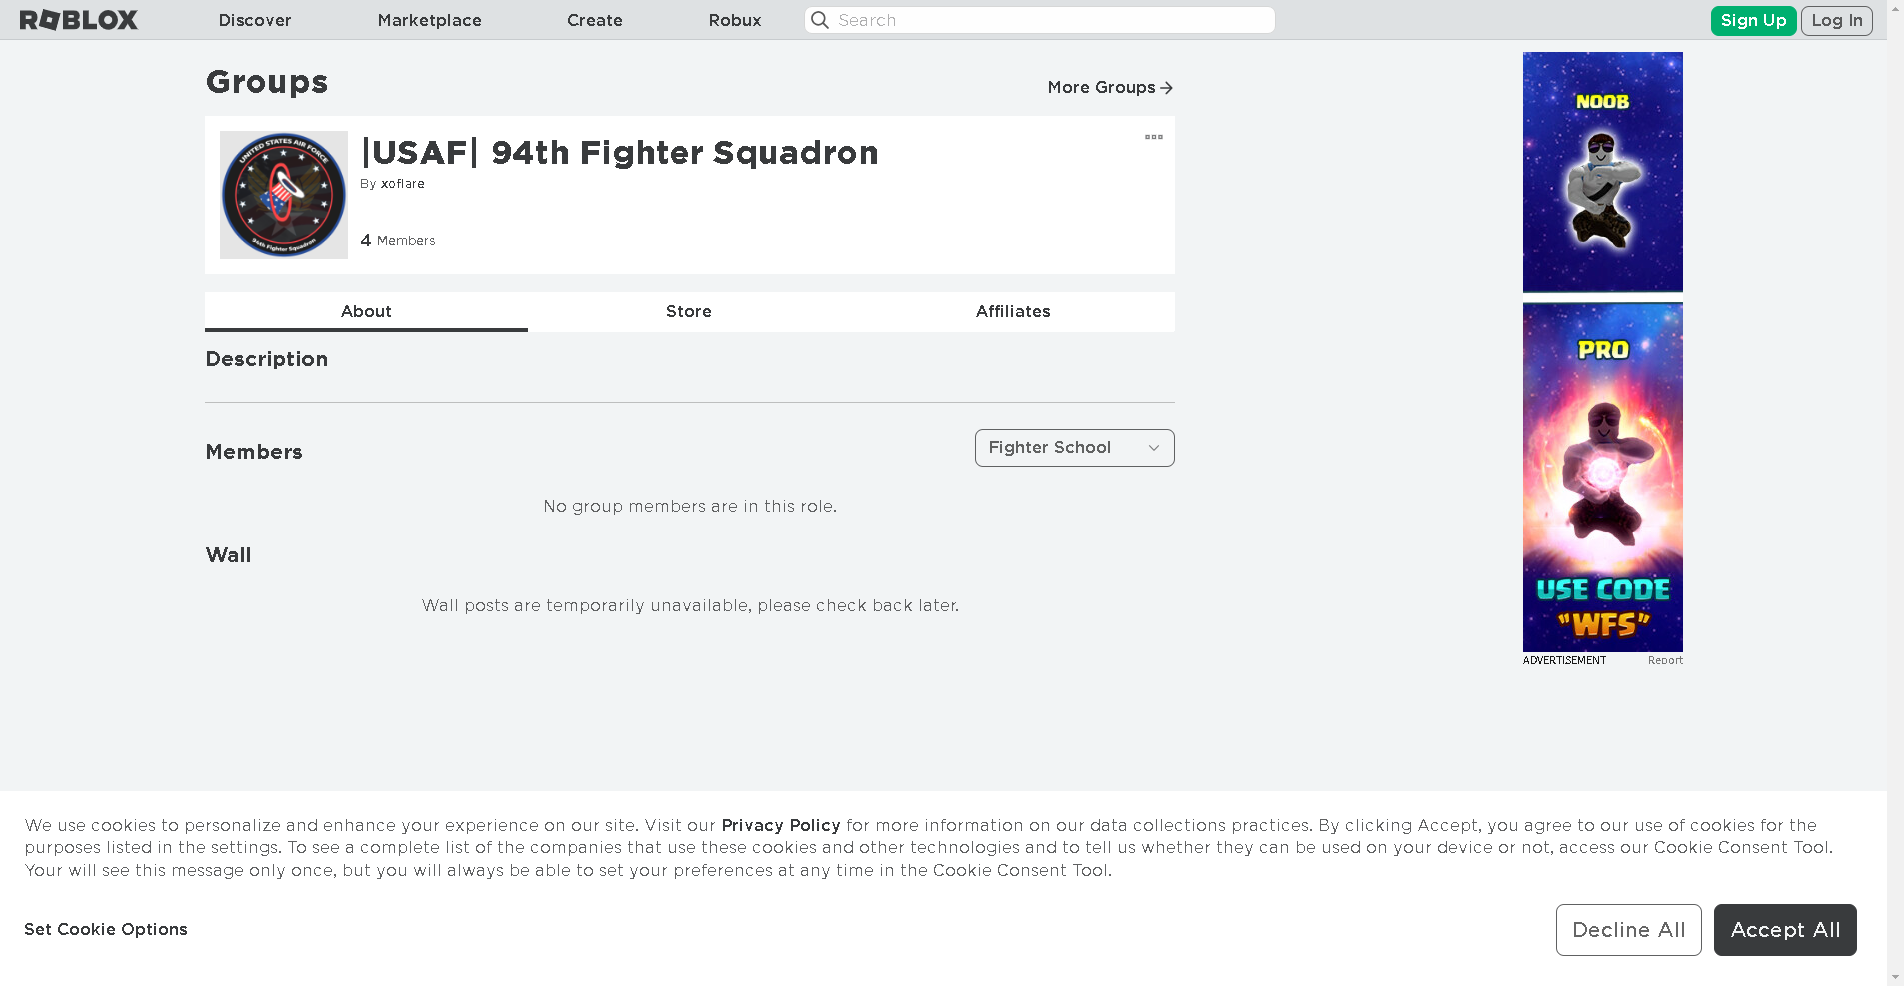 ROBLOX
Discover
Marketplace
Create
Robux
Search
Sign Up
Log In
Groups
More Groups
UNITED STATES AIR FORCE
94th Fighter Squadron
|USAF| 94th Fighter Squadron
By xoflare
4 Members
About
Store
Affiliates
Description
Members
Fighter School
No group members are in this role.
Wall
Wall posts are temporarily unavailable, please check back later.
NOOB
PRO
USE CODE
"WFS"
ADVERTISEMENT
Report
We use cookies to personalize and enhance your experience on our site. Visit our Privacy Policy for more information on our data collections practices. By clicking Accept, you agree to our use of cookies for the
purposes listed in the settings. To see a complete list of the companies that use these cookies and other technologies and to tell us whether they can be used on your device or not, access our Cookie Consent Tool.
Your will see this message only once, but you will always be able to set your preferences at any time in the Cookie Consent Tool.
Set Cookie Options
Decline All
Accept All